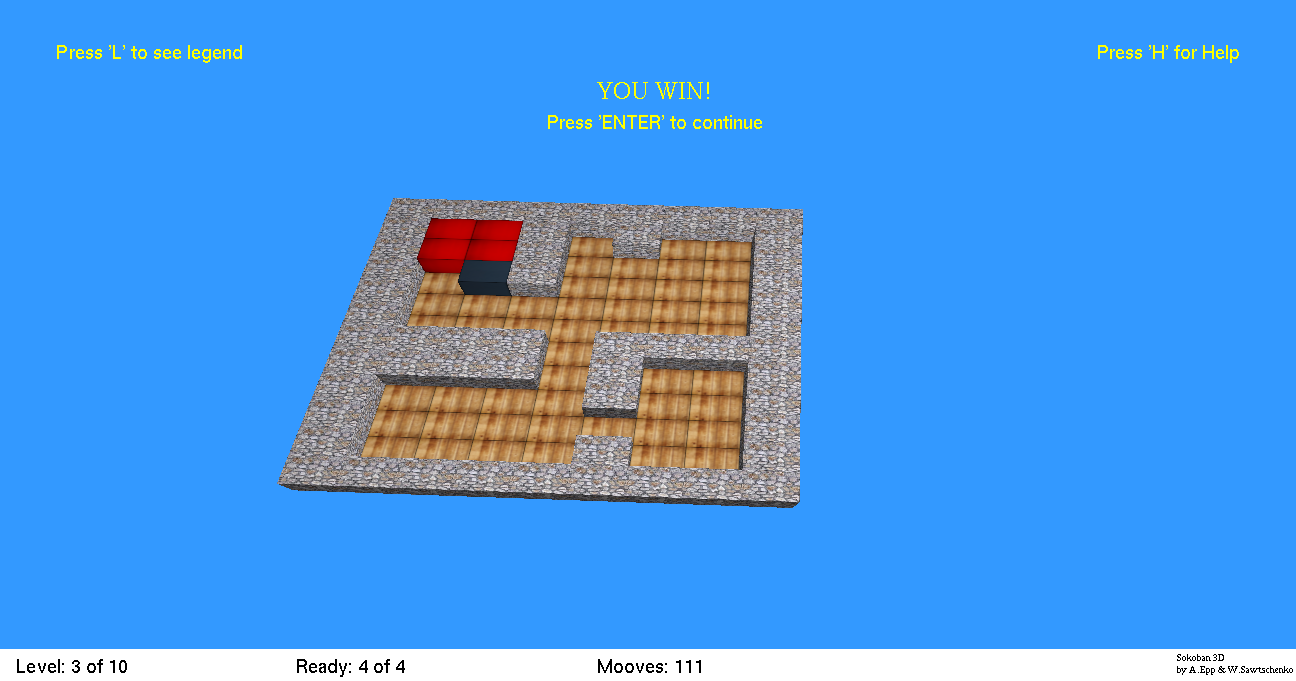 Press 'L' to see legend
Press 'H' for Help
YOU WIN!
Press 'ENTER' to continue
Level: 3 of 10
Ready: 4 of 4
Mooves: 111
Sokoban 3D
by A.Epp & W.Sawtschenko